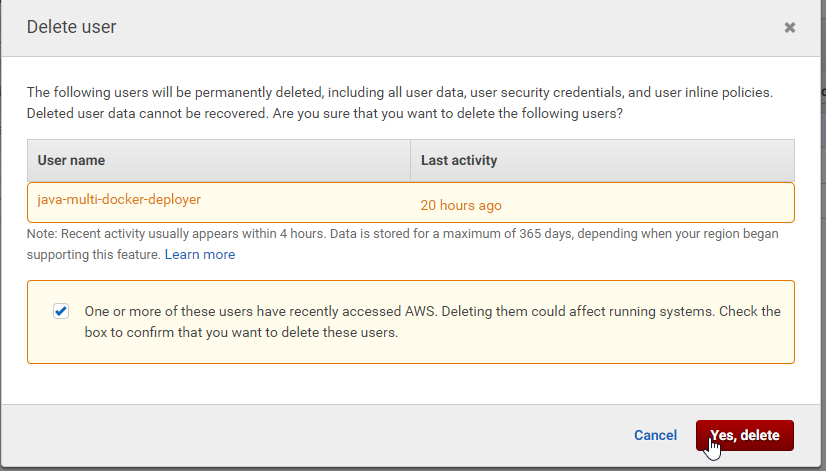 Delete user
The following users will be permanently deleted, including all user data, user security credentials, and user inline policies.
Deleted user data cannot be recovered. Are you sure that you want to delete the following users?
User name Last activity
java-multi-docker-deployer 20 hours ago
Note: Recent activity usually appears within 4 hours. Data is stored for a maximum of 365 days, depending when your region began
supporting this feature. Learn more
One or more of these users have recently accessed AWS. Deleting them could affect running systems. Check the
box to confirm that you want to delete these users.
Cancel Yes, delete